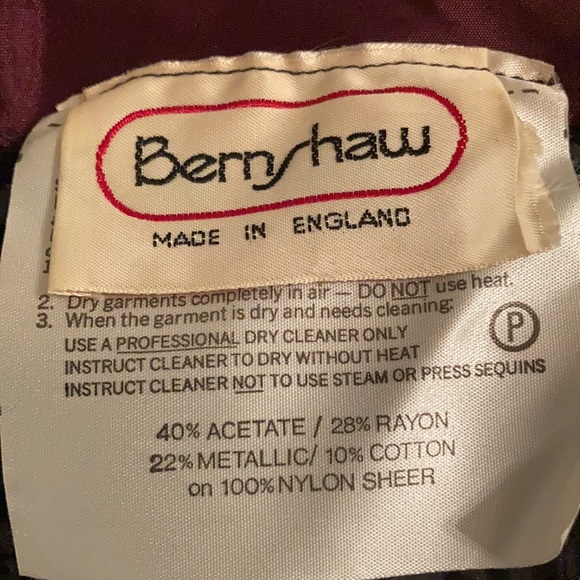 Bernshaw
MADE IN ENGLAND
2. Dry garments completely in air — DO NOT use heat.
3. When the garment is dry and needs cleaning:
USE A PROFESSIONAL DRY CLEANER ONLY
INSTRUCT CLEANER TO DRY WITHOUT HEAT
INSTRUCT CLEANER NOT TO USE STEAM OR PRESS SEQUINS
P
40% ACETATE / 28% RAYON
22% METALLIC/ 10% COTTON
on 100% NYLON SHEER